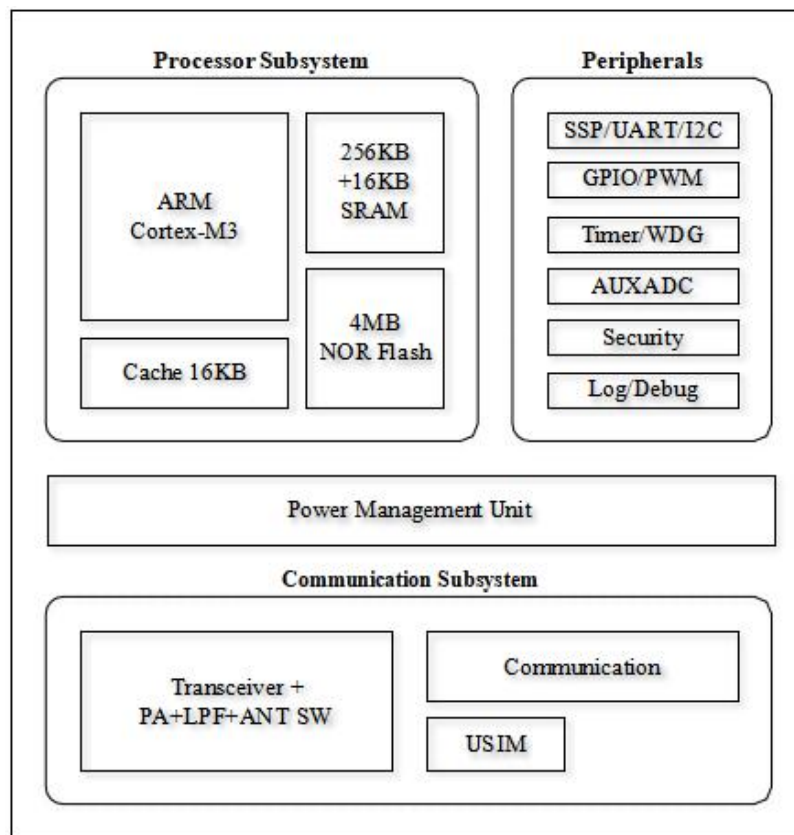 Processor Subsystem
ARM
Cortex-M3
256KB
+16KB
SRAM
Cache 16KB
4MB
NOR Flash
Peripherals
SSP/UART/I2C
GPIO/PWM
Timer/WDG
AUXADC
Security
Log/Debug
Power Management Unit
Communication Subsystem
Transceiver +
PA+LPF+ANT SW
Communication
USIM